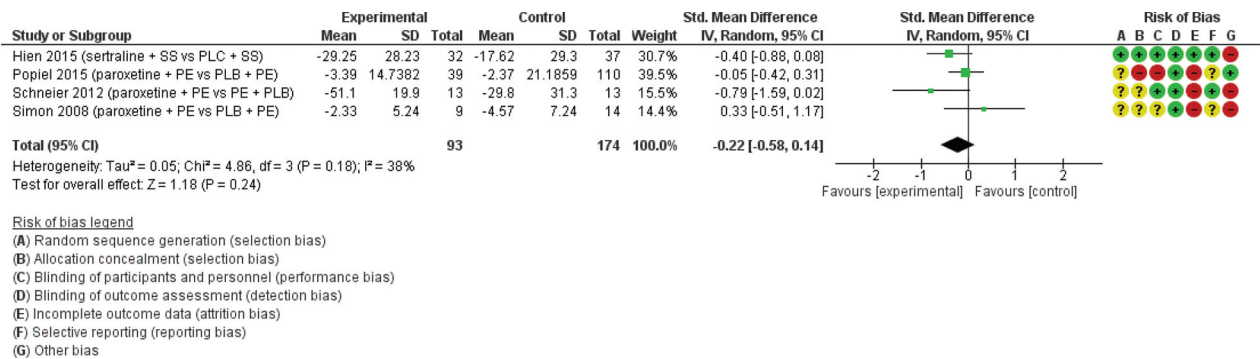 Experimental Control Std. Mean Difference Std. Mean Difference Risk of Bias
Study or Subgroup Mean SD Total Mean SD Total Weight IV, Random, 95% CI IV, Random, 95% CI A B C D E F G
Hien 2015 (sertraline + SS vs PLC + SS) -29.25 28.23 32 -17.62 29.3 37 30.7% -0.40 [-0.88, 0.08] + + + + + + -
Popiel 2015 (paroxetine + PE vs PLB + PE) -3.39 14.7382 39 -2.37 21.1859 110 39.5% -0.05 [-0.42, 0.31] ? - - + - ? +
Schneier 2012 (paroxetine + PE vs PE + PLB) -51.1 19.9 13 -29.8 31.3 13 15.5% -0.79 [-1.59, 0.02] ? ? + + - + -
Simon 2008 (paroxetine + PE vs PLB + PE) -2.33 5.24 9 -4.57 7.24 14 14.4% 0.33 [-0.51, 1.17] ? ? ? + - ? -
Total (95% CI) 93 174 100.0% -0.22 [-0.58, 0.14]
Heterogeneity: Tau² = 0.05; Chi² = 4.86, df = 3 (P = 0.18); I² = 38%
Test for overall effect: Z = 1.18 (P = 0.24)
-2 -1 0 1 2
Favours [experimental] Favours [control]
Risk of bias legend
(A) Random sequence generation (selection bias)
(B) Allocation concealment (selection bias)
(C) Blinding of participants and personnel (performance bias)
(D) Blinding of outcome assessment (detection bias)
(E) Incomplete outcome data (attrition bias)
(F) Selective reporting (reporting bias)
(G) Other bias